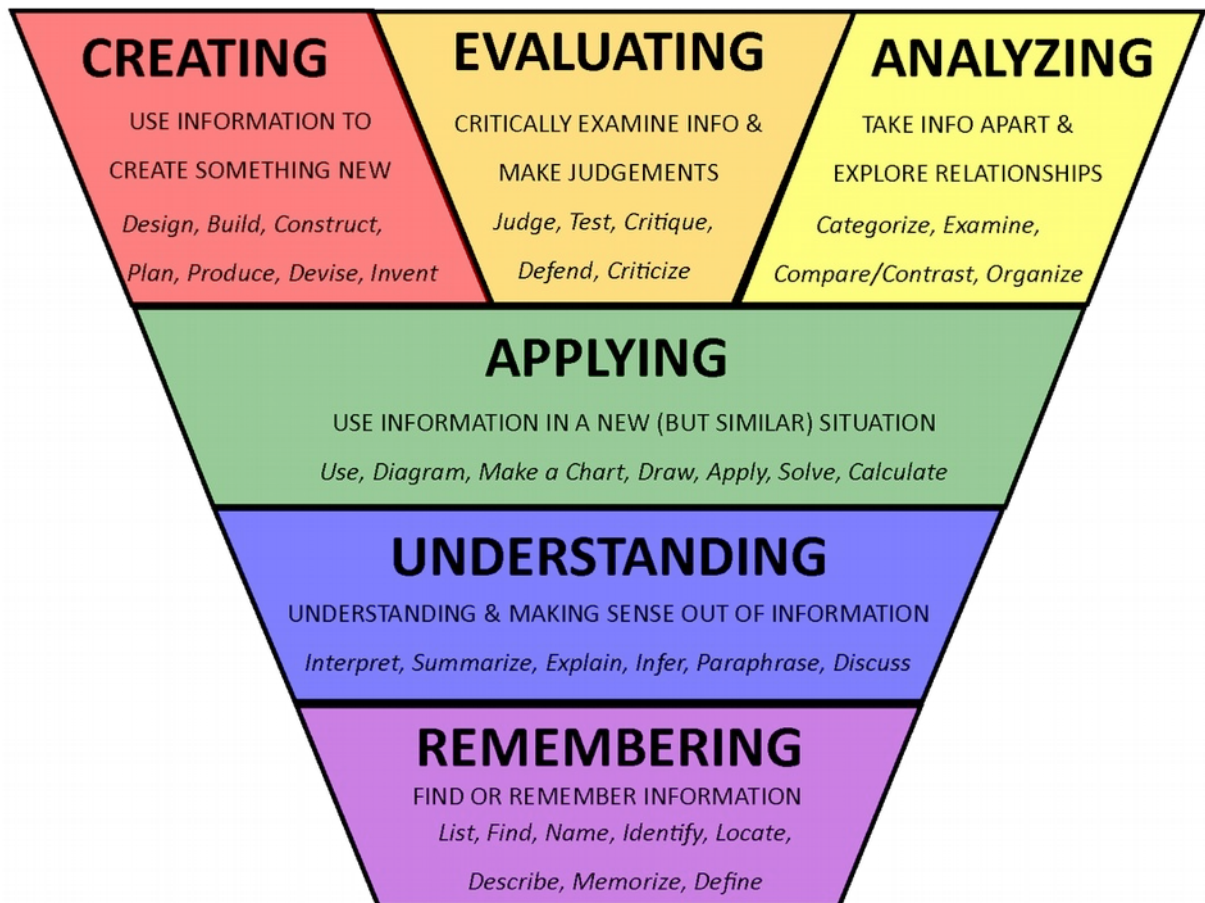 CREATING
USE INFORMATION TO
CREATE SOMETHING NEW
Design, Build, Construct,
Plan, Produce, Devise, Invent
EVALUATING
CRITICALLY EXAMINE INFO &
MAKE JUDGEMENTS
Judge, Test, Critique,
Defend, Criticize
ANALYZING
TAKE INFO APART &
EXPLORE RELATIONSHIPS
Categorize, Examine,
Compare/Contrast, Organize
APPLYING
USE INFORMATION IN A NEW (BUT SIMILAR) SITUATION
Use, Diagram, Make a Chart, Draw, Apply, Solve, Calculate
UNDERSTANDING
UNDERSTANDING & MAKING SENSE OUT OF INFORMATION
Interpret, Summarize, Explain, Infer, Paraphrase, Discuss
REMEMBERING
FIND OR REMEMBER INFORMATION
List, Find, Name, Identify, Locate,
Describe, Memorize, Define